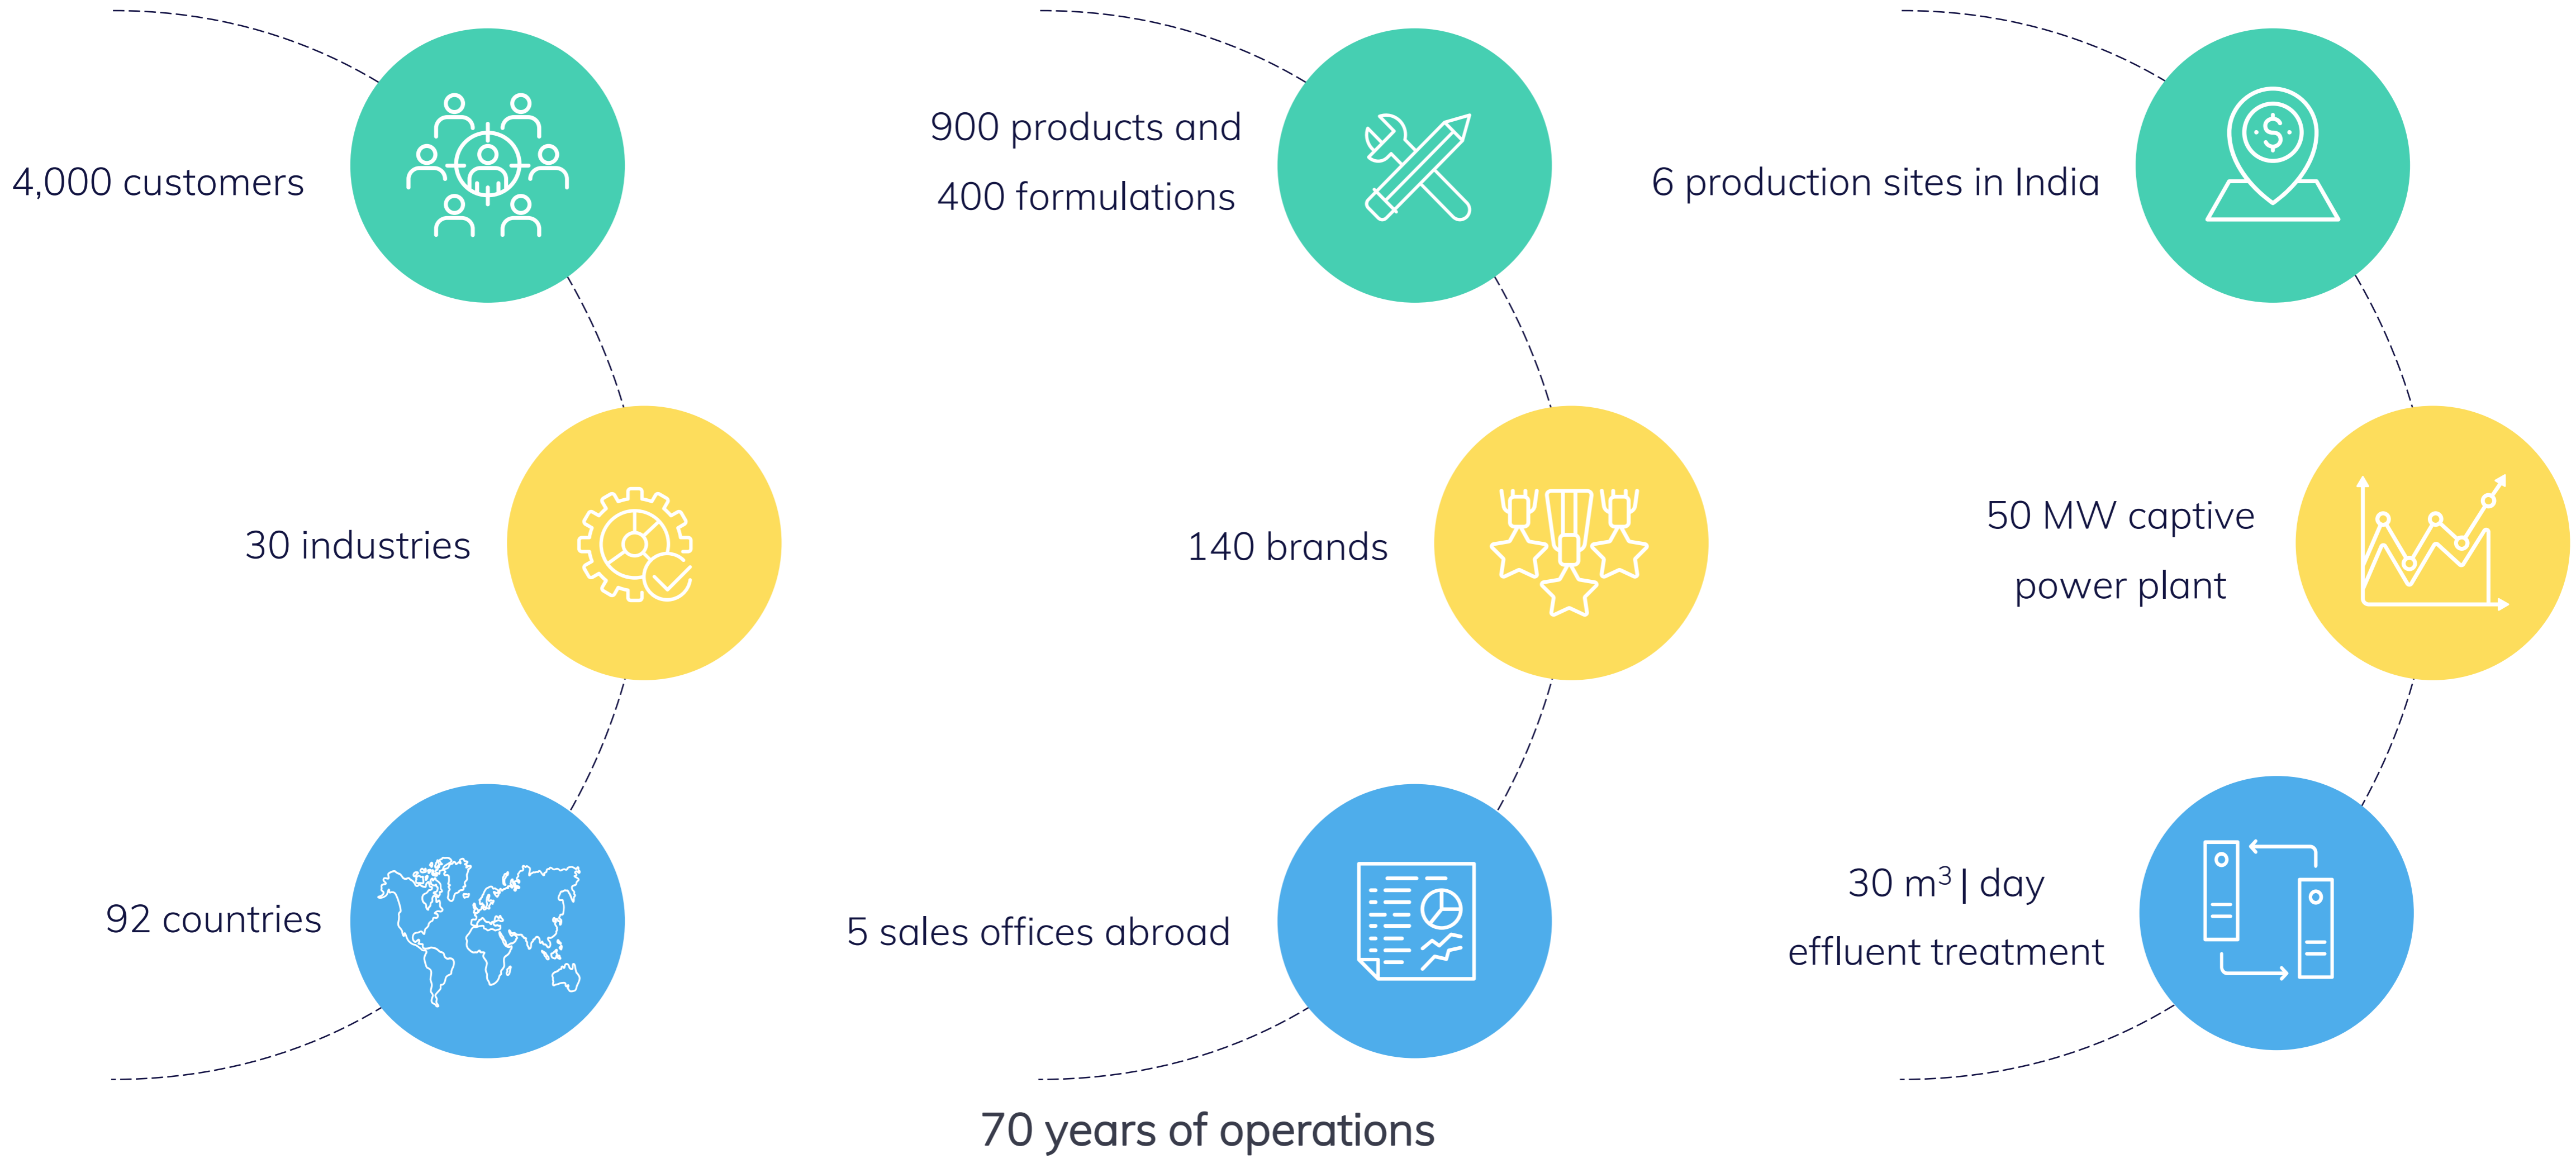 4,000 customers
30 industries
92 countries
900 products and
400 formulations
140 brands
5 sales offices abroad
6 production sites in India
50 MW captive
power plant
30 m³ | day
effluent treatment
70 years of operations